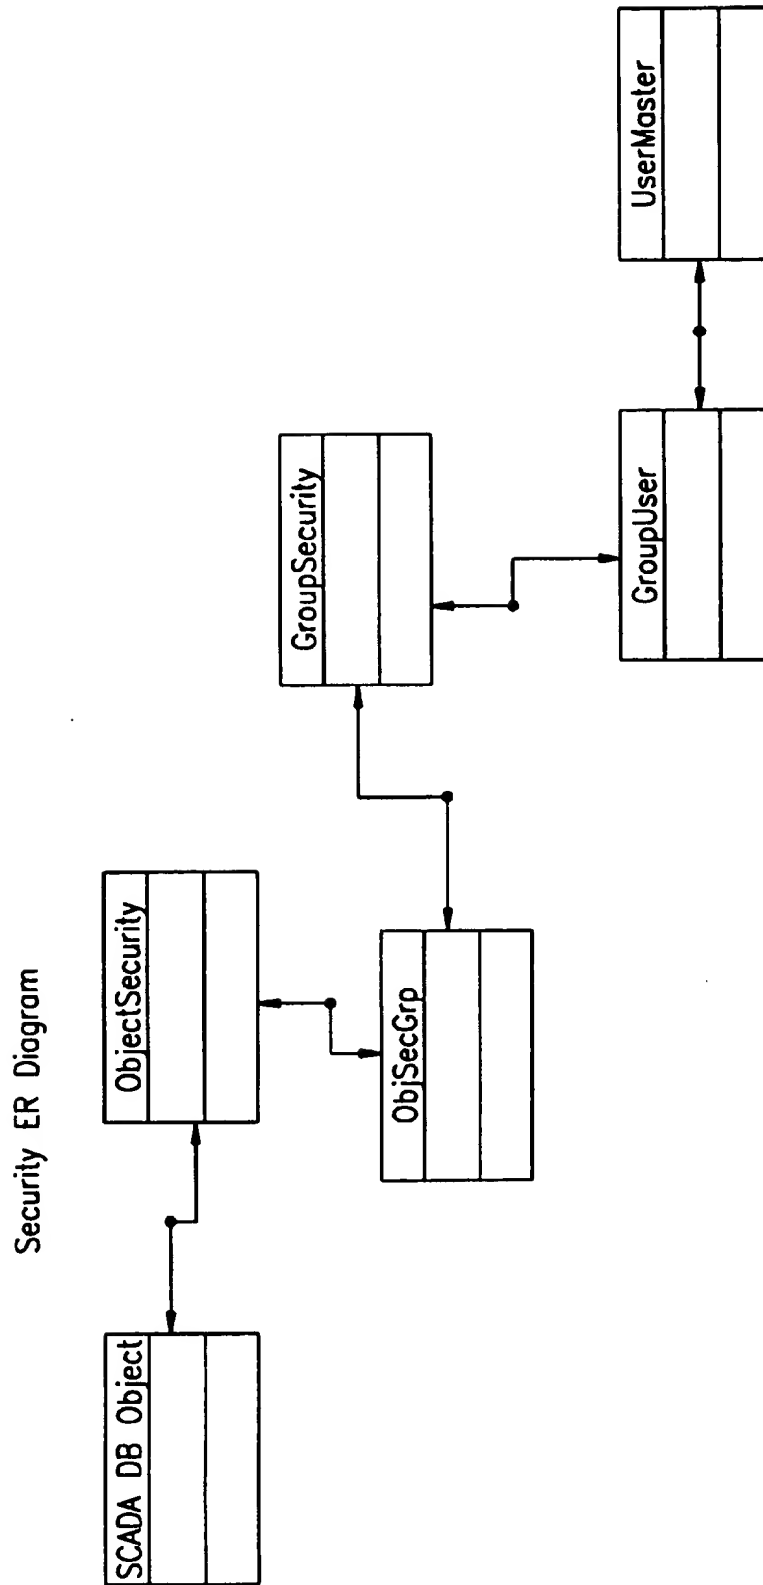 Security ER Diagram
SCADA DB Object
ObjectSecurity
ObjSecGrp
GroupSecurity
GroupUser
UserMaster